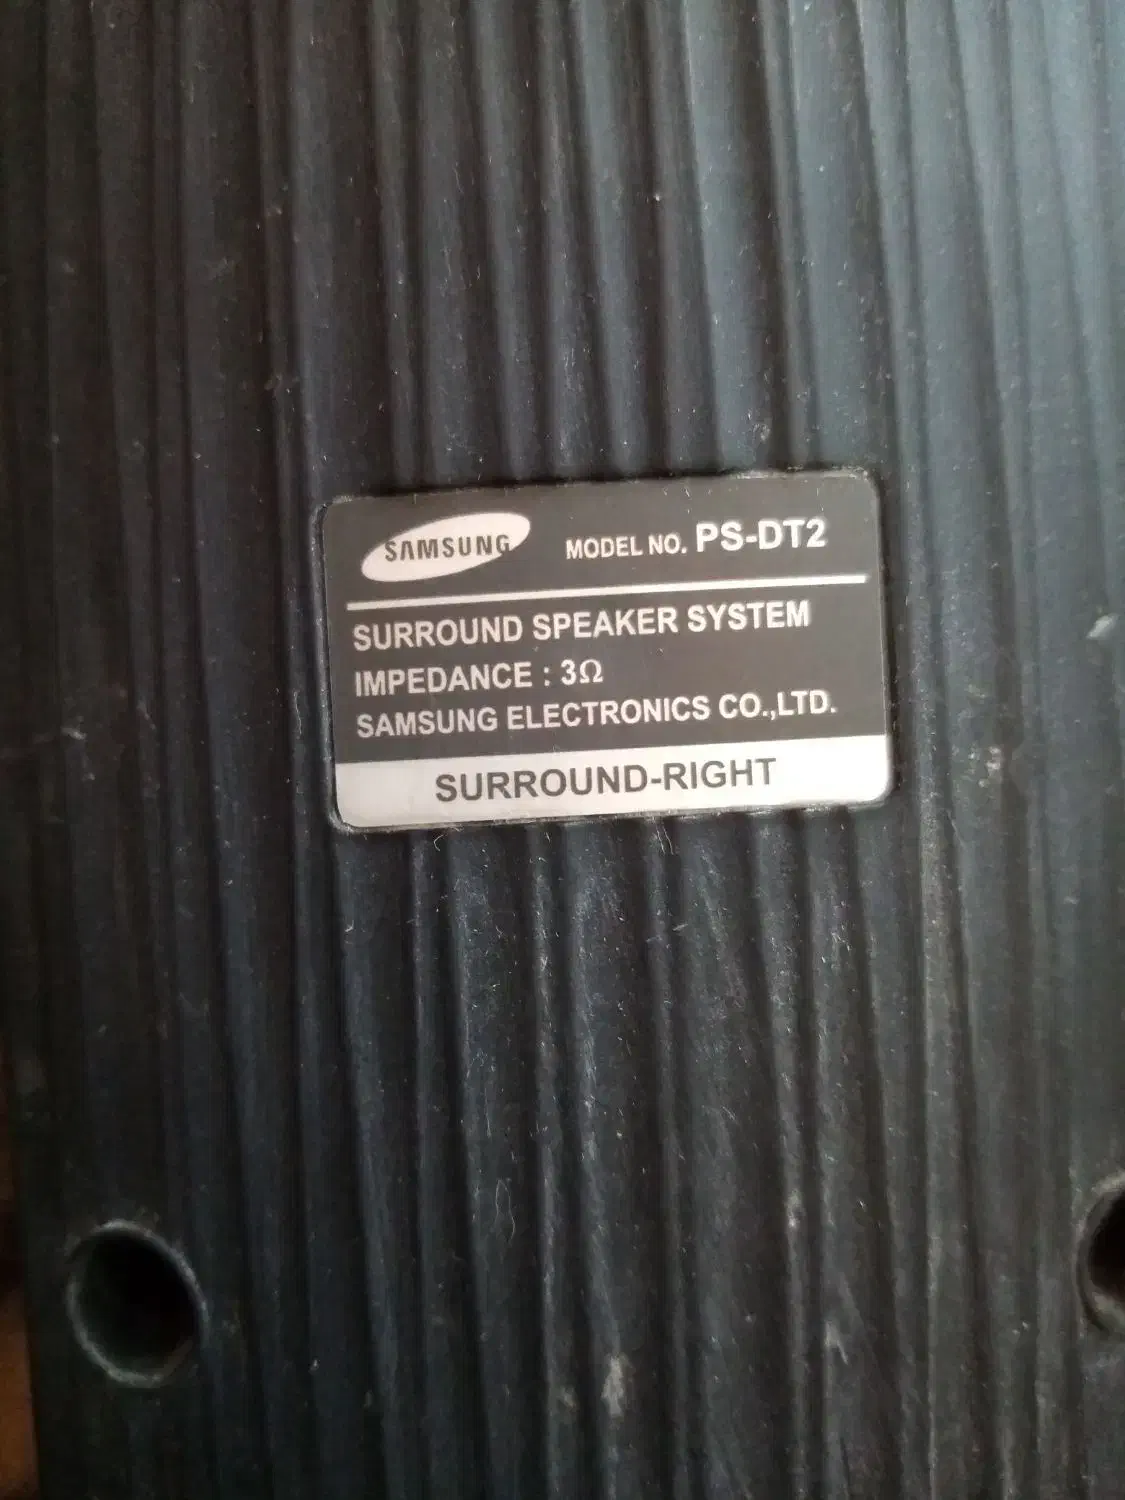 SAMSUNG MODEL NO. PS-DT2
SURROUND SPEAKER SYSTEM
IMPEDANCE : 3Ω
SAMSUNG ELECTRONICS CO.,LTD.
SURROUND-RIGHT